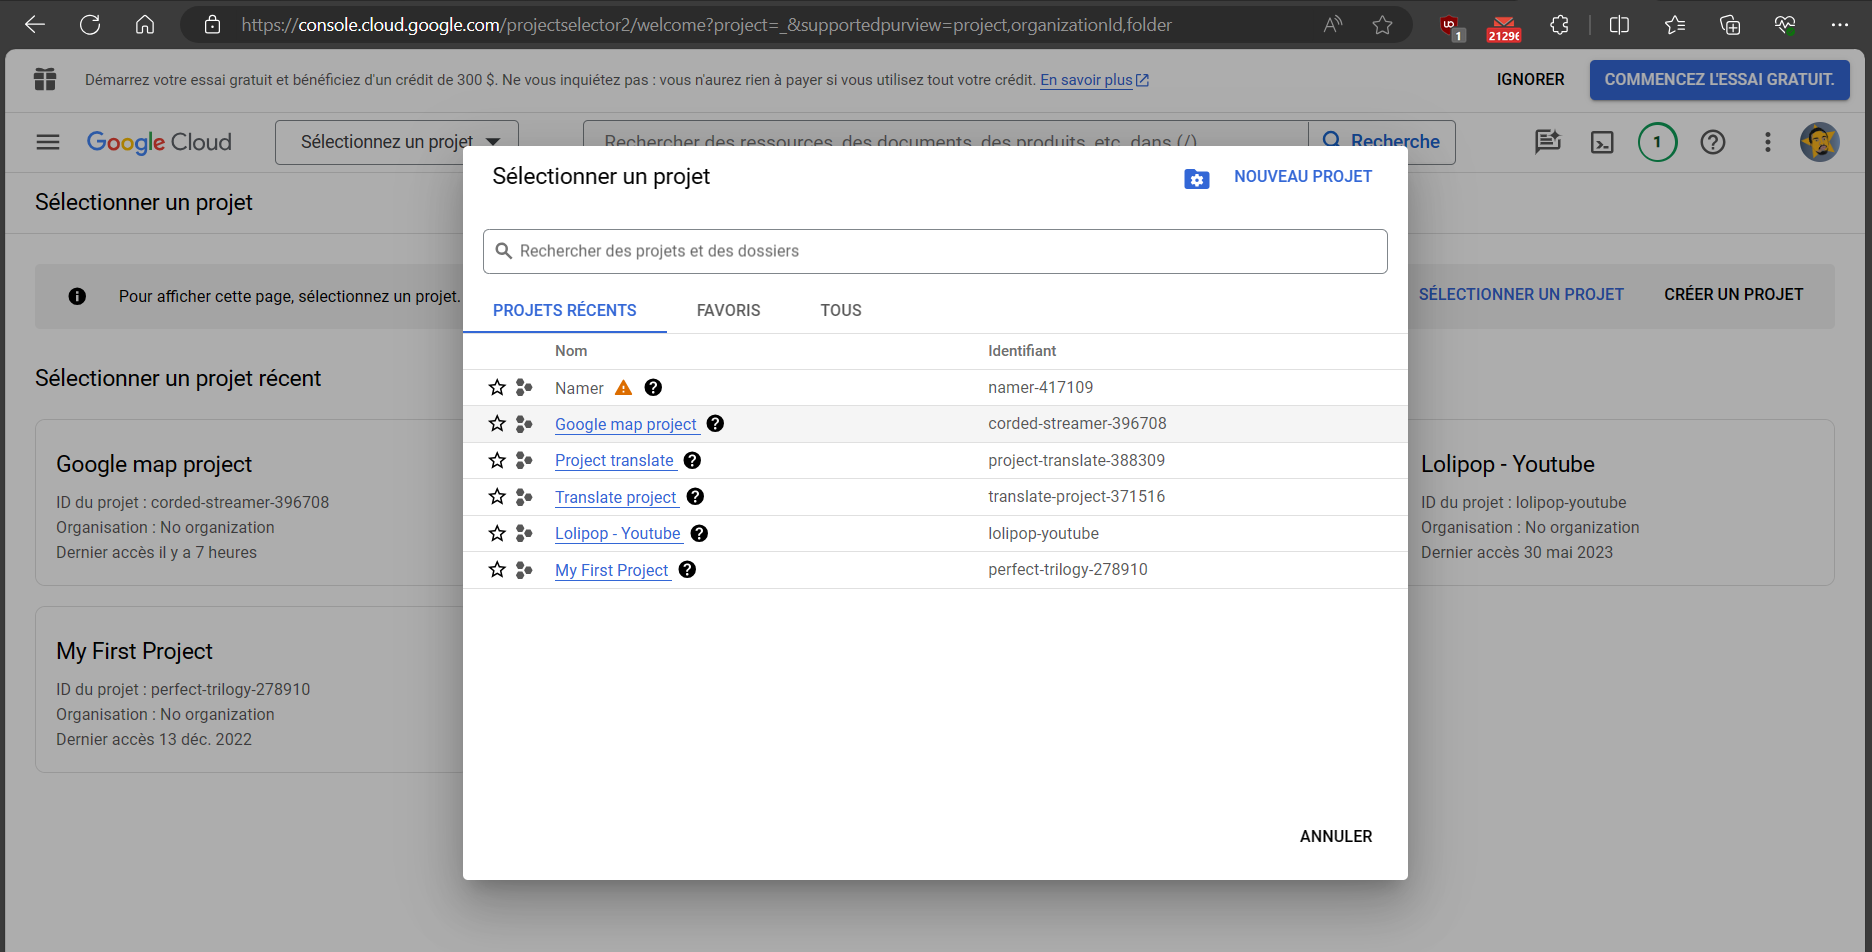 https://console.cloud.google.com/projectselector2/welcome?project=_&supportedpurview=project,organizationId,folder
1
2129€
Démarrez votre essai gratuit et bénéficiez d'un crédit de 300 $. Ne vous inquiétez pas : vous n'aurez rien à payer si vous utilisez tout votre crédit. En savoir plus
IGNORER
COMMENCEZ L'ESSAI GRATUIT.
Google Cloud
Sélectionnez un projet
Rechercher des ressources, des documents, des produits, etc. dans (/)
Recherche
1
Sélectionner un projet
Pour afficher cette page, sélectionnez un projet.
SÉLECTIONNER UN PROJET
CRÉER UN PROJET
Sélectionner un projet récent
Google map project
ID du projet : corded-streamer-396708
Organisation : No organization
Dernier accès il y a 7 heures
Lolipop - Youtube
ID du projet : lolipop-youtube
Organisation : No organization
Dernier accès 30 mai 2023
My First Project
ID du projet : perfect-trilogy-278910
Organisation : No organization
Dernier accès 13 déc. 2022
Sélectionner un projet
NOUVEAU PROJET
Rechercher des projets et des dossiers
PROJETS RÉCENTS
FAVORIS
TOUS
Nom
Identifiant
Namer
namer-417109
Google map project
corded-streamer-396708
Project translate
project-translate-388309
Translate project
translate-project-371516
Lolipop - Youtube
lolipop-youtube
My First Project
perfect-trilogy-278910
ANNULER